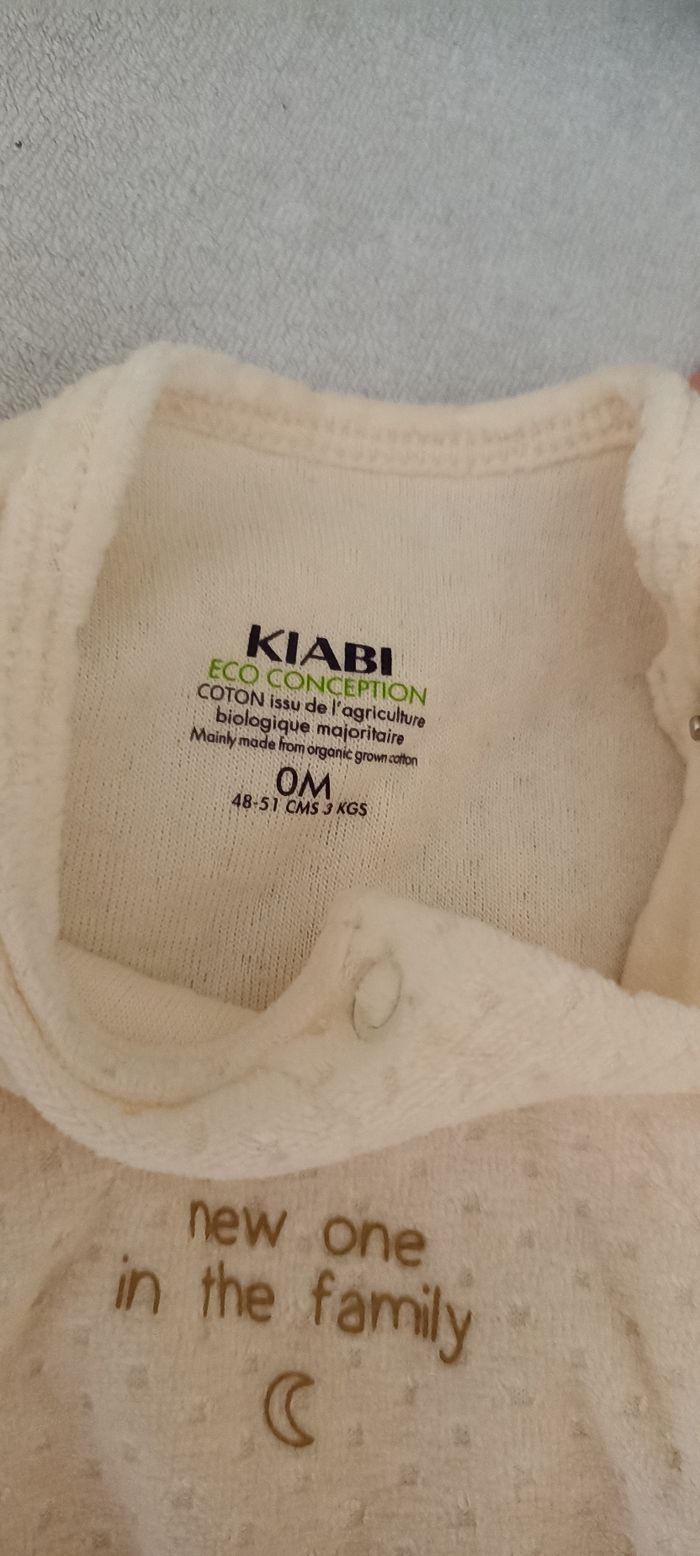 KIABI
ECO CONCEPTION
COTON issu de l'agriculture
biologique majoritaire
Mainly made from organic grown cotton
0M
48-51 CMS 3 KGS
new one
in the family